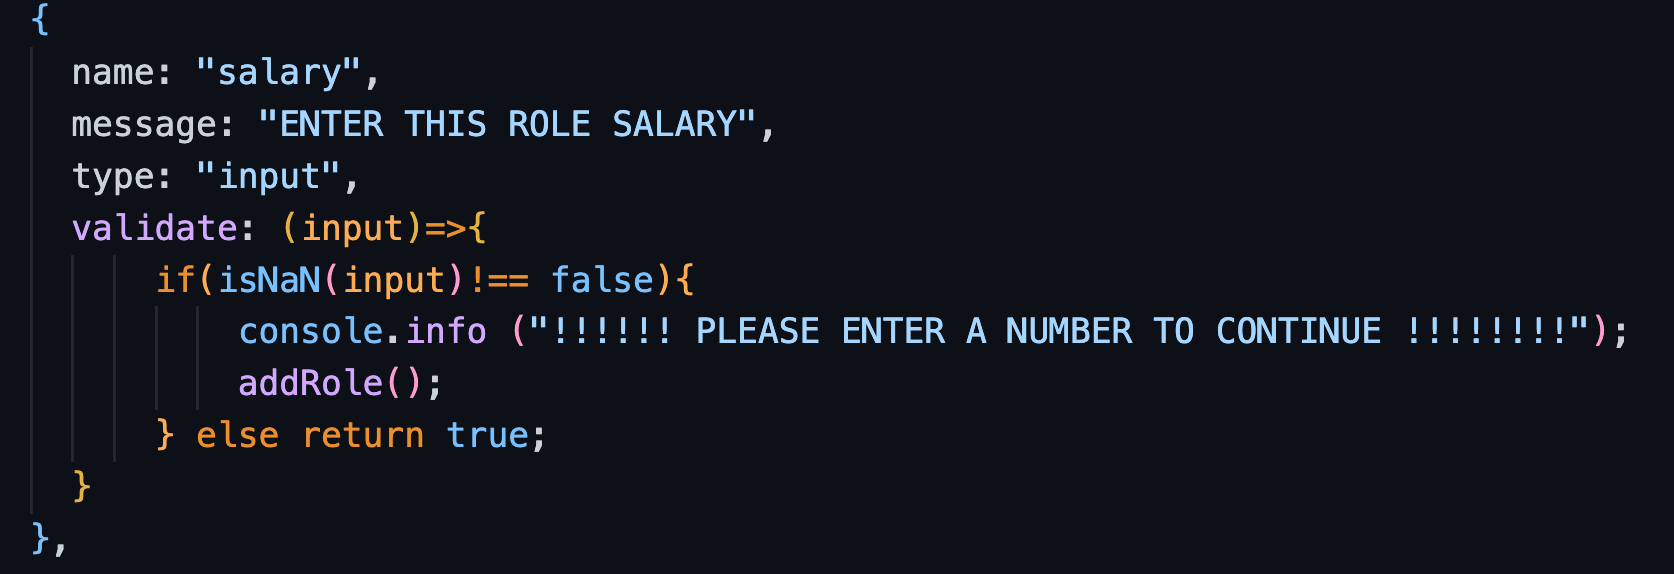 {
name: "salary",
message: "ENTER THIS ROLE SALARY",
type: "input",
validate: (input)=>{
if(isNaN(input)!== false){
console.info ("!!!!!! PLEASE ENTER A NUMBER TO CONTINUE !!!!!!!!");
addRole();
} else return true;
}
},